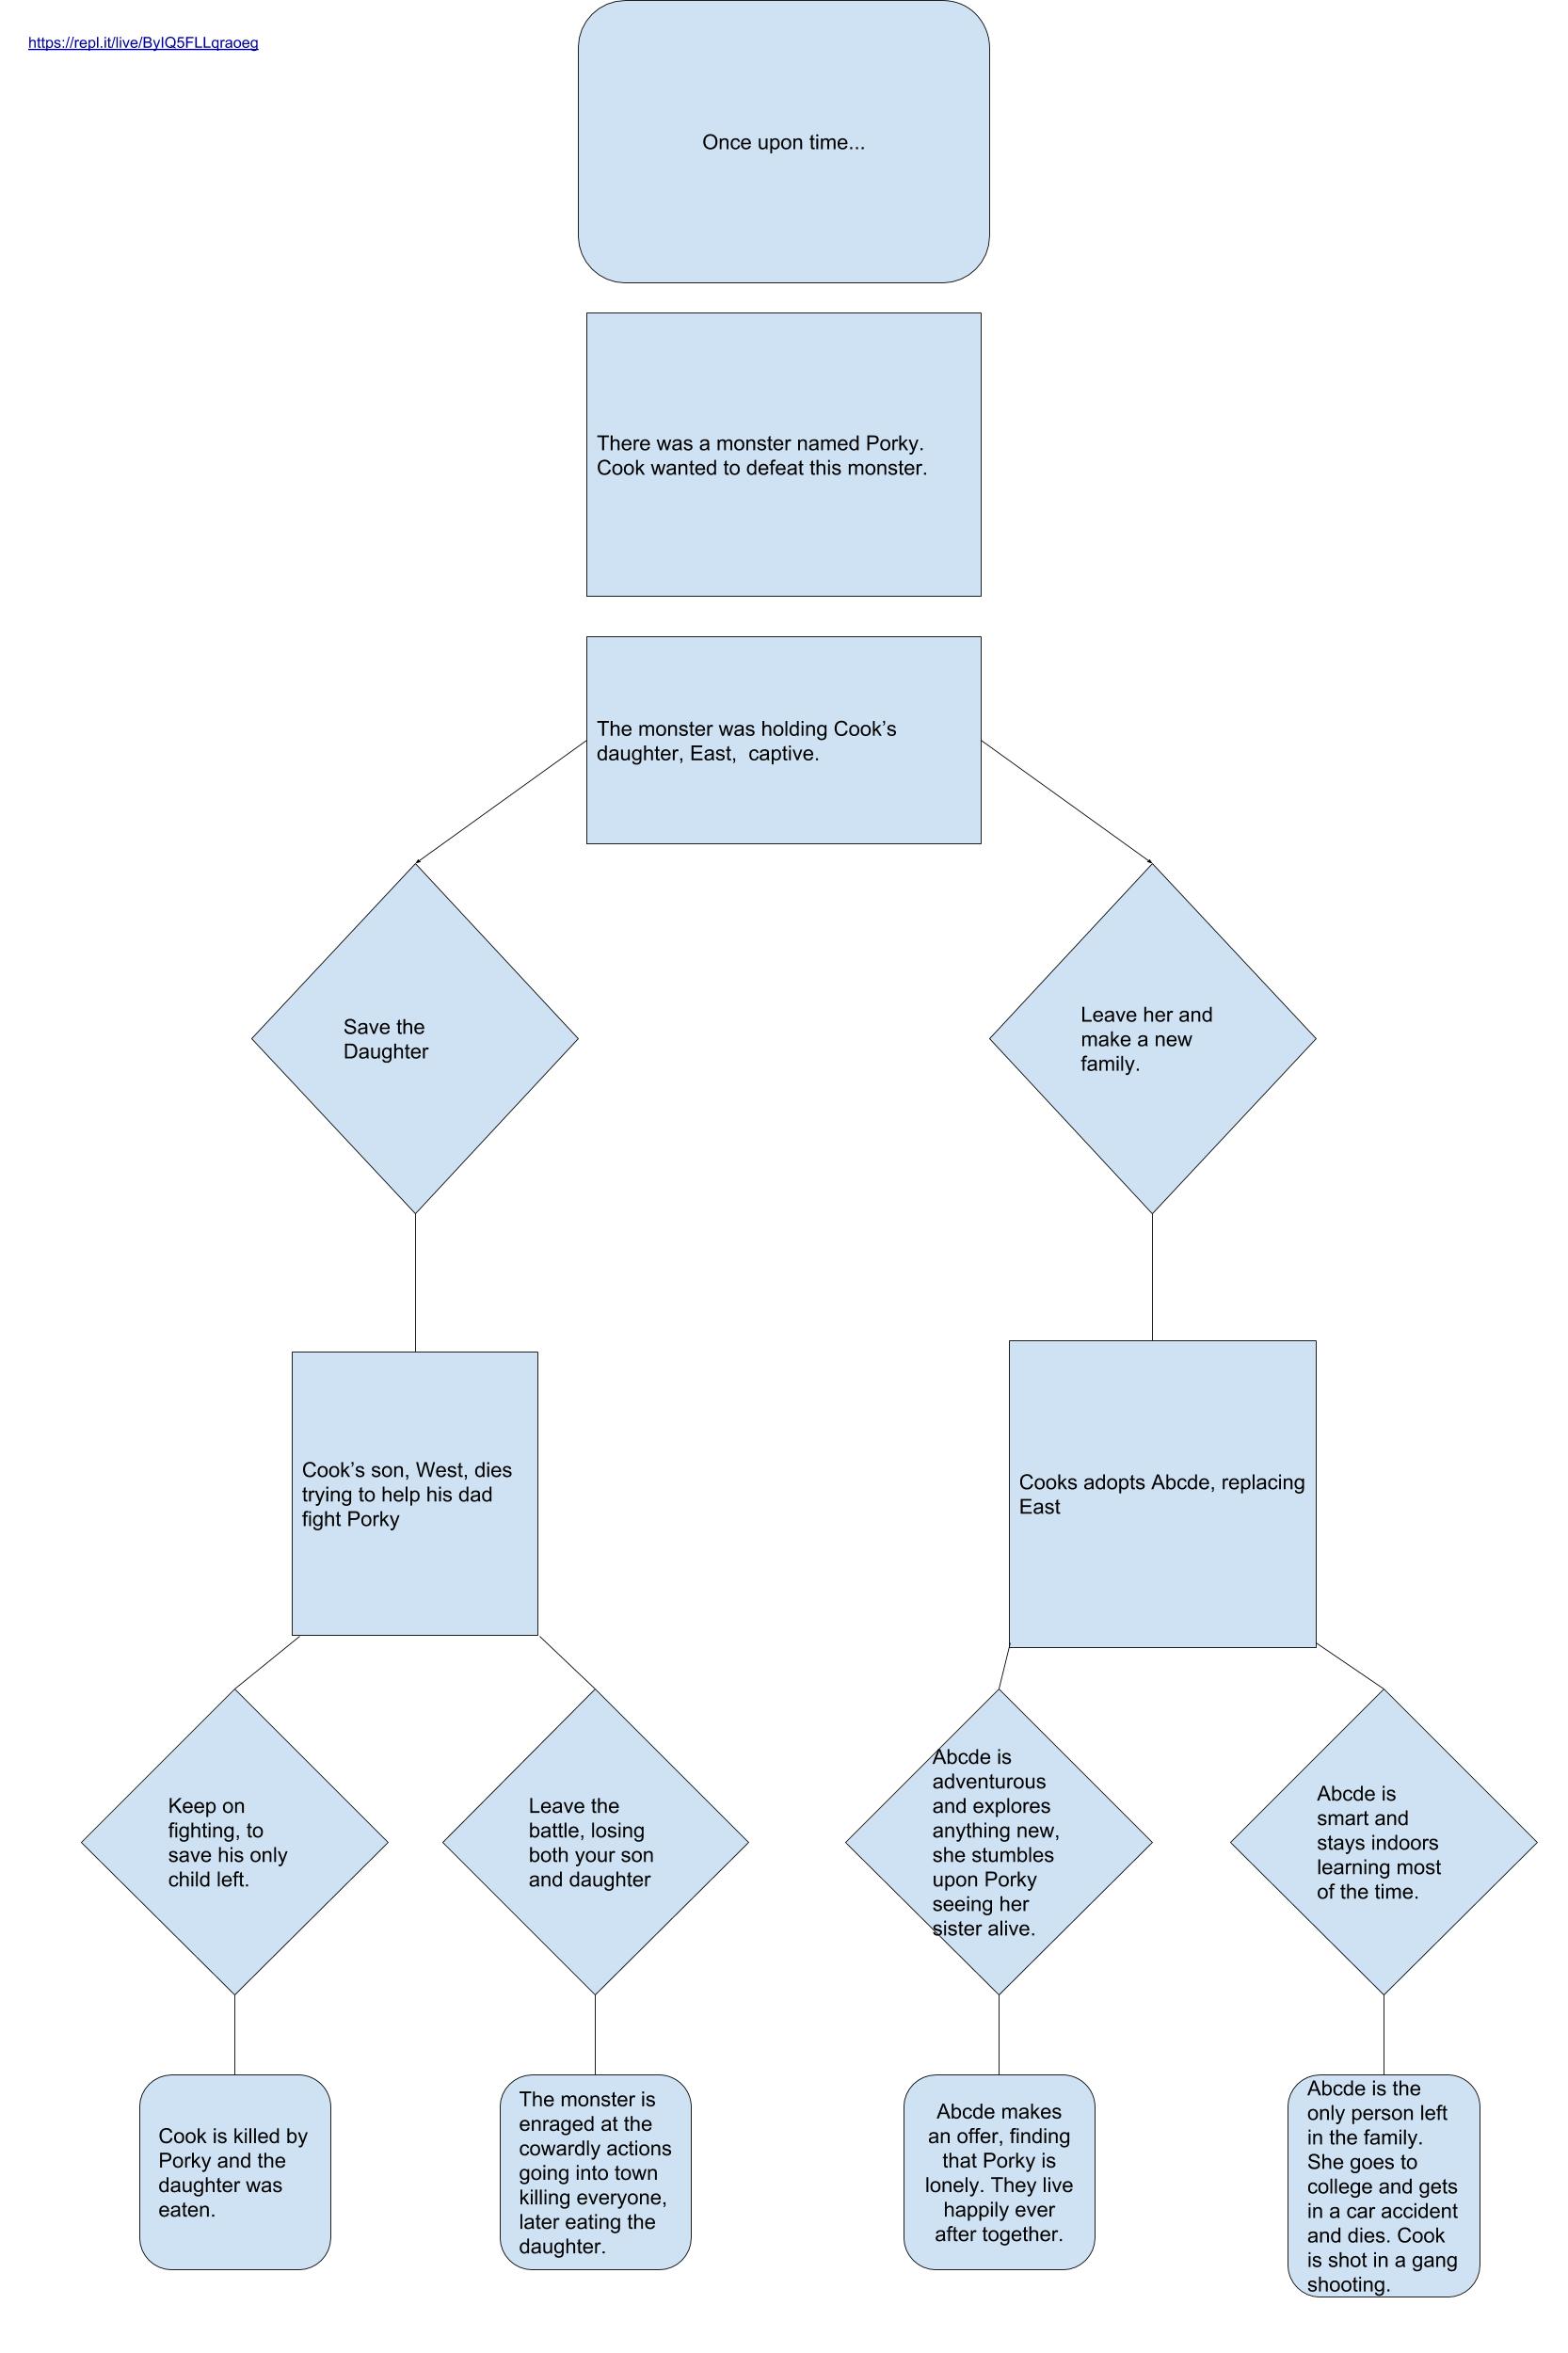 https://repl.it/live/ByIQ5FLLqraoeg
Once upon time...
There was a monster named Porky.
Cook wanted to defeat this monster.
The monster was holding Cook’s
daughter, East,  captive.
Save the
Daughter
Leave her and
make a new
family.
Cook’s son, West, dies
trying to help his dad
fight Porky
Cooks adopts Abcde, replacing
East
Keep on
fighting, to
save his only
child left.
Leave the
battle, losing
both your son
and daughter
Abcde is
adventurous
and explores
anything new,
she stumbles
upon Porky
seeing her
sister alive.
Abcde is
smart and
stays indoors
learning most
of the time.
Cook is killed by
Porky and the
daughter was
eaten.
The monster is
enraged at the
cowardly actions
going into town
killing everyone,
later eating the
daughter.
Abcde makes
an offer, finding
that Porky is
lonely. They live
happily ever
after together.
Abcde is the
only person left
in the family.
She goes to
college and gets
in a car accident
and dies. Cook
is shot in a gang
shooting.